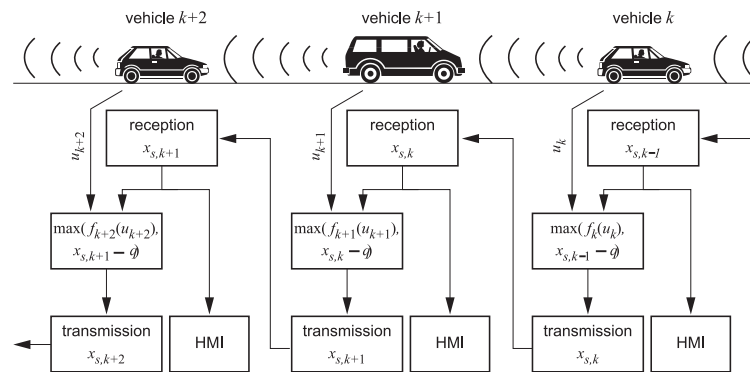 vehicle k+2
vehicle k+1
vehicle k
u_{k+2}
reception
x_{s,k+1}
u_{k+1}
reception
x_{s,k}
u_k
reception
x_{s,k-1}
max(f_{k+2}(u_{k+2}),
x_{s,k+1} − q)
max(f_{k+1}(u_{k+1}),
x_{s,k} − q)
max(f_k(u_k),
x_{s,k-1} − q)
transmission
x_{s,k+2}
HMI
transmission
x_{s,k+1}
HMI
transmission
x_{s,k}
HMI